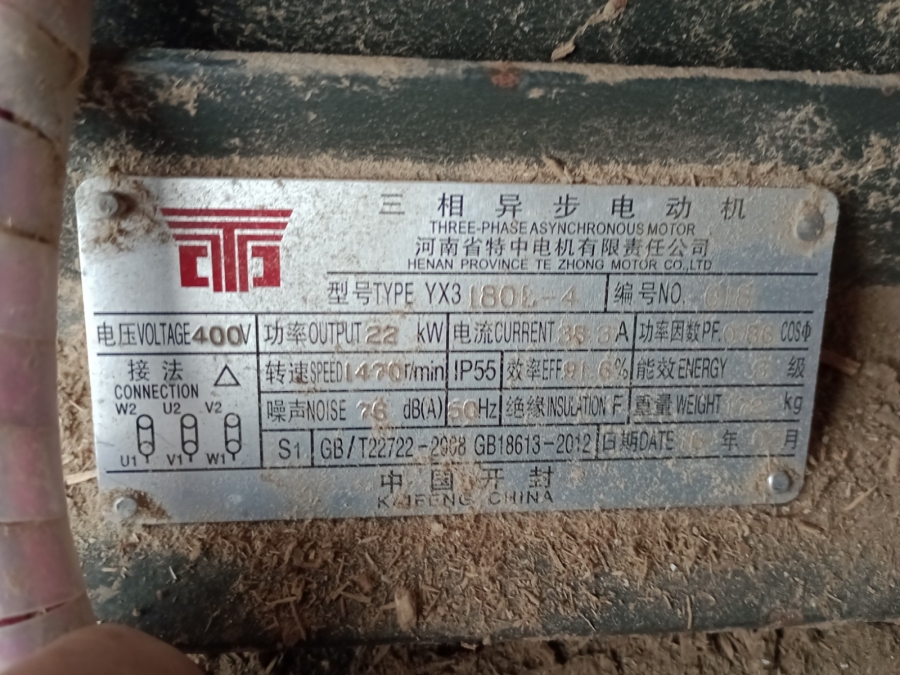 三相异步电动机
THREE-PHASE ASYNCHRONOUS MOTOR
河南省特中电机有限责任公司
HENAN PROVINCE TE ZHONG MOTOR CO.,LTD
型号TYPE YX3 180L-4 编号NO.
电压VOLTAGE 400V 功率OUTPUT 22 kW 电流CURRENT A 功率因数PF. COSΦ
接法 CONNECTION △ 转速SPEED 1470r/min IP55 效率EFF. 91.6% 能效ENERGY 级
W2 U2 V2 噪声NOISE dB(A) 50Hz 绝缘INSULATION F 重量WEIGHT kg
U1 V1 W1 S1 GB/T22722-2008 GB18613-2012 日期DATE 年 月
中国开封
KAIFENG CHINA